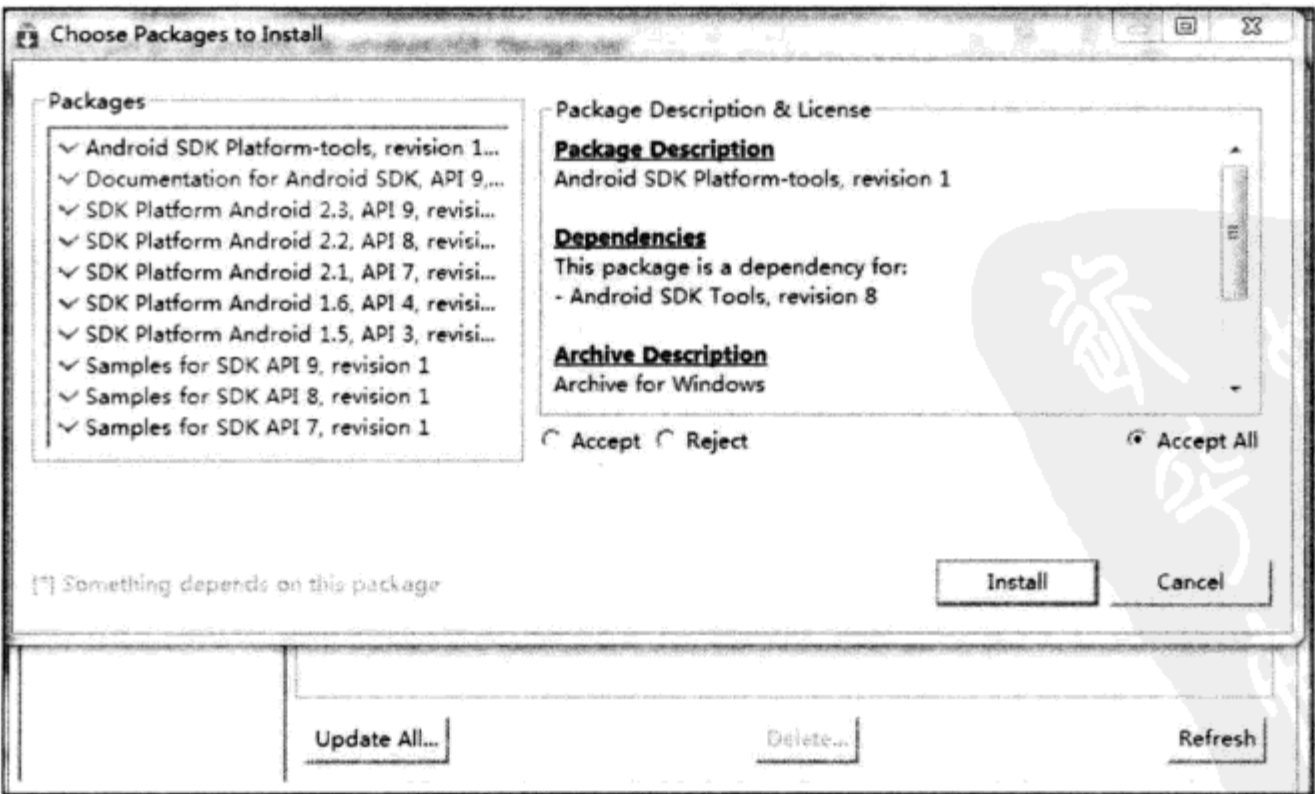 Choose Packages to Install
Packages
Android SDK Platform-tools, revision 1...
Documentation for Android SDK, API 9,...
SDK Platform Android 2.3, API 9, revisi...
SDK Platform Android 2.2, API 8, revisi...
SDK Platform Android 2.1, API 7, revisi...
SDK Platform Android 1.6, API 4, revisi...
SDK Platform Android 1.5, API 3, revisi...
Samples for SDK API 9, revision 1
Samples for SDK API 8, revision 1
Samples for SDK API 7, revision 1
Package Description & License
Package Description
Android SDK Platform-tools, revision 1
Dependencies
This package is a dependency for:
- Android SDK Tools, revision 8
Archive Description
Archive for Windows
Accept Reject Accept All
[*] Something depends on this package
Install Cancel
Update All... Delete... Refresh